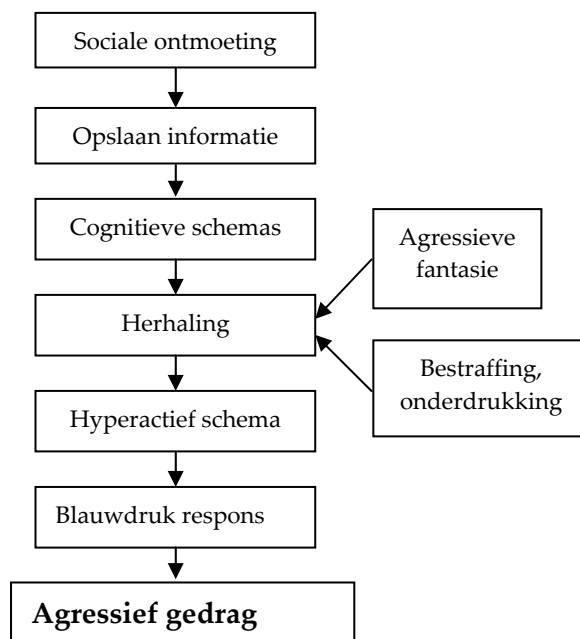 Sociale ontmoeting
Opslaan informatie
Cognitieve schemas
Agressieve
fantasie
Herhaling
Bestraffing,
onderdrukking
Hyperactief schema
Blauwdruk respons
Agressief gedrag